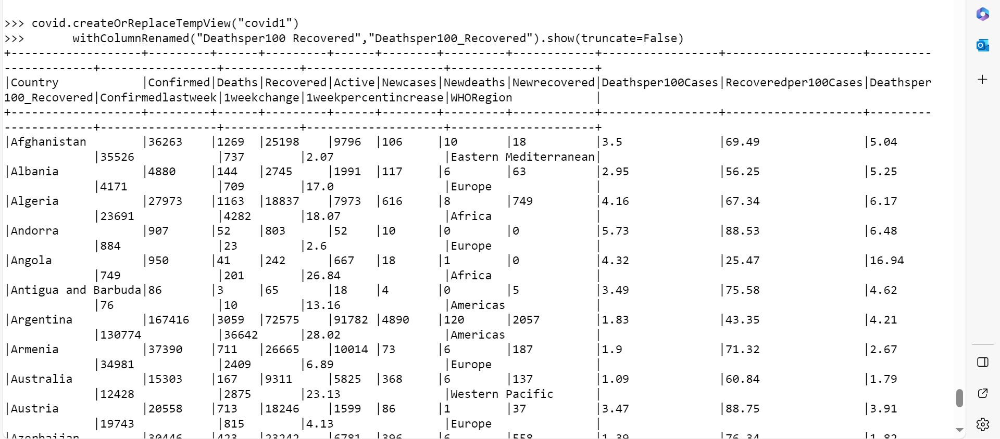 >>> covid.createOrReplaceTempView("covid1")
>>>       withColumnRenamed("Deathsper100 Recovered","Deathsper100_Recovered").show(truncate=False)
+-------------------+---------+------+---------+------+--------+---------+------------+-----------------+--------------------+---------
-------------+-----------------+-----------+--------------------+---------------------+
|Country            |Confirmed|Deaths|Recovered|Active|Newcases|Newdeaths|Newrecovered|Deathsper100Cases|Recoveredper100Cases|Deathsper
100_Recovered|Confirmedlastweek|1weekchange|1weekpercentincrease|WHORegion            |
+-------------------+---------+------+---------+------+--------+---------+------------+-----------------+--------------------+---------
-------------+-----------------+-----------+--------------------+---------------------+
|Afghanistan        |36263    |1269  |25198    |9796  |106     |10       |18          |3.5              |69.49               |5.04
             |35526            |737        |2.07                |Eastern Mediterranean|
|Albania            |4880     |144   |2745     |1991  |117     |6        |63          |2.95             |56.25               |5.25
             |4171             |709        |17.0                |Europe               |
|Algeria            |27973    |1163  |18837    |7973  |616     |8        |749         |4.16             |67.34               |6.17
             |23691            |4282       |18.07               |Africa               |
|Andorra            |907      |52    |803      |52    |10      |0        |0           |5.73             |88.53               |6.48
             |884              |23         |2.6                 |Europe               |
|Angola             |950      |41    |242      |667   |18      |1        |0           |4.32             |25.47               |16.94
             |749              |201        |26.84               |Africa               |
|Antigua and Barbuda|86       |3     |65       |18    |4       |0        |5           |3.49             |75.58               |4.62
             |76               |10         |13.16               |Americas             |
|Argentina          |167416   |3059  |72575    |91782 |4890    |120      |2057        |1.83             |43.35               |4.21
             |130774           |36642      |28.02               |Americas             |
|Armenia            |37390    |711   |26665    |10014 |73      |6        |187         |1.9              |71.32               |2.67
             |34981            |2409       |6.89                |Europe               |
|Australia          |15303    |167   |9311     |5825  |368     |6        |137         |1.09             |60.84               |1.79
             |12428            |2875       |23.13               |Western Pacific      |
|Austria            |20558    |713   |18246    |1599  |86      |1        |37          |3.47             |88.75               |3.91
             |19743            |815        |4.13                |Europe               |
|Azerbaijan         |30446    |423   |23242    |6781  |396     |6        |558         |1.39             |76.34               |1.82